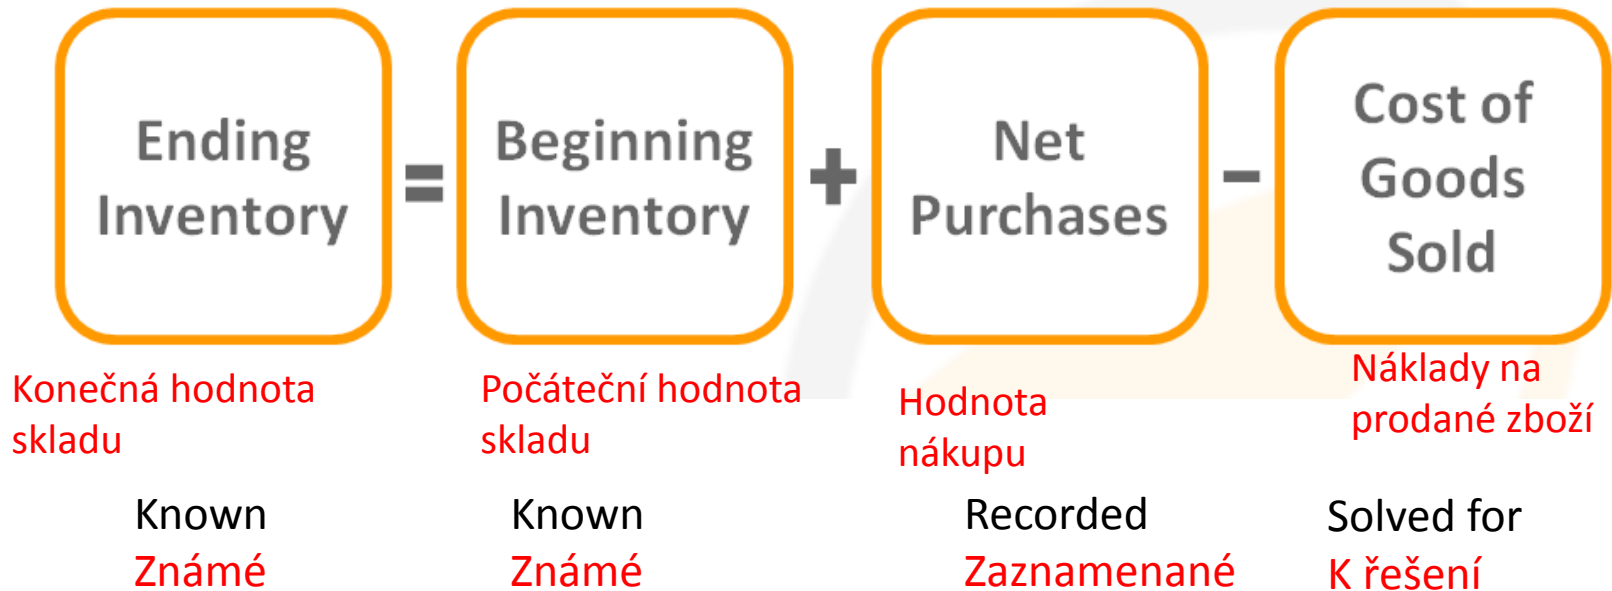 Ending
Inventory
=
Beginning
Inventory
+
Net
Purchases
-
Cost of
Goods
Sold
Konečná hodnota
skladu
Počáteční hodnota
skladu
Hodnota
nákupu
Náklady na
prodané zboží
Known
Známé
Known
Známé
Recorded
Zaznamenané
Solved for
K řešení